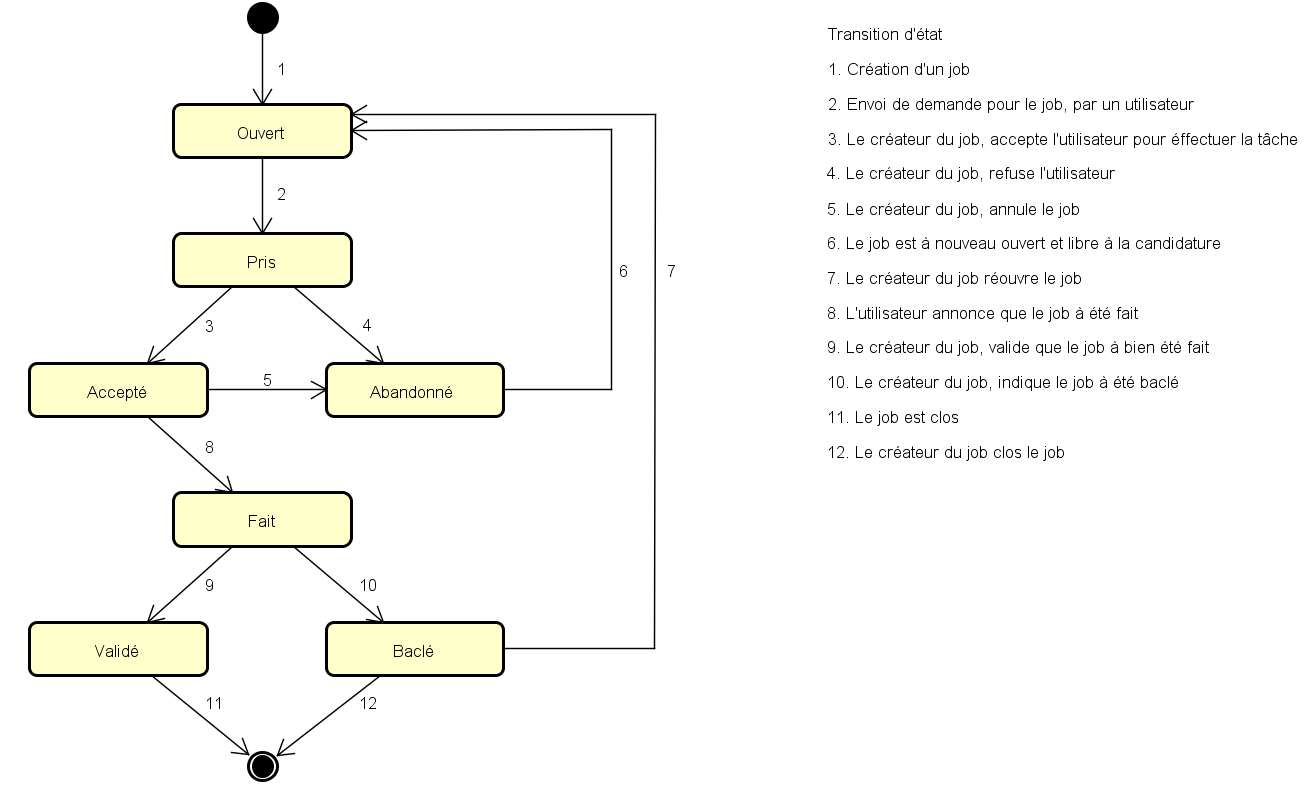 Transition d'état
1
1. Création d'un job
2. Envoi de demande pour le job, par un utilisateur
Ouvert
3. Le créateur du job, accepte l'utilisateur pour éffectuer la tâche
4. Le créateur du job, refuse l'utilisateur
2
5. Le créateur du job, annule le job
6. Le job est à nouveau ouvert et libre à la candidature
Pris
6
7
7. Le créateur du job réouvre le job
8. L'utilisateur annonce que le job à été fait
3
4
9. Le créateur du job, valide que le job à bien été fait
5
10. Le créateur du job, indique le job à été baclé
Accepté
Abandonné
11. Le job est clos
8
12. Le créateur du job clos le job
Fait
9
10
Validé
Baclé
11
12